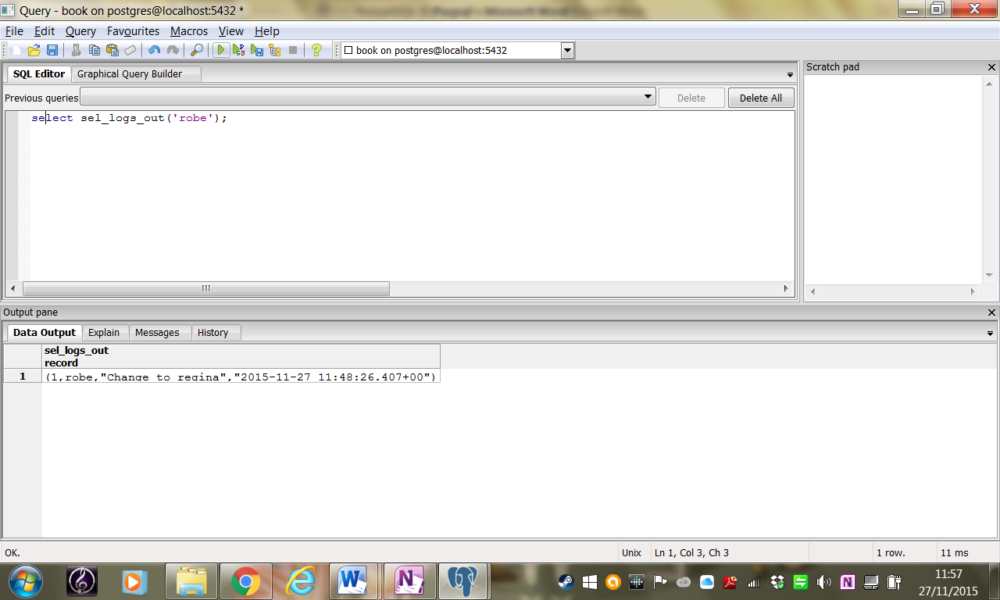 Query - book on postgres@localhost:5432 *
File Edit Query Favourites Macros View Help
book on postgres@localhost:5432
SQL Editor Graphical Query Builder
Scratch pad
Previous queries Delete Delete All
select sel_logs_out('robe');
Output pane
Data Output Explain Messages History
sel_logs_out
record
1 (1,robe,"Change to regina","2015-11-27 11:48:26.407+00")
OK. Unix Ln 1, Col 3, Ch 3 1 row. 11 ms
11:57
27/11/2015